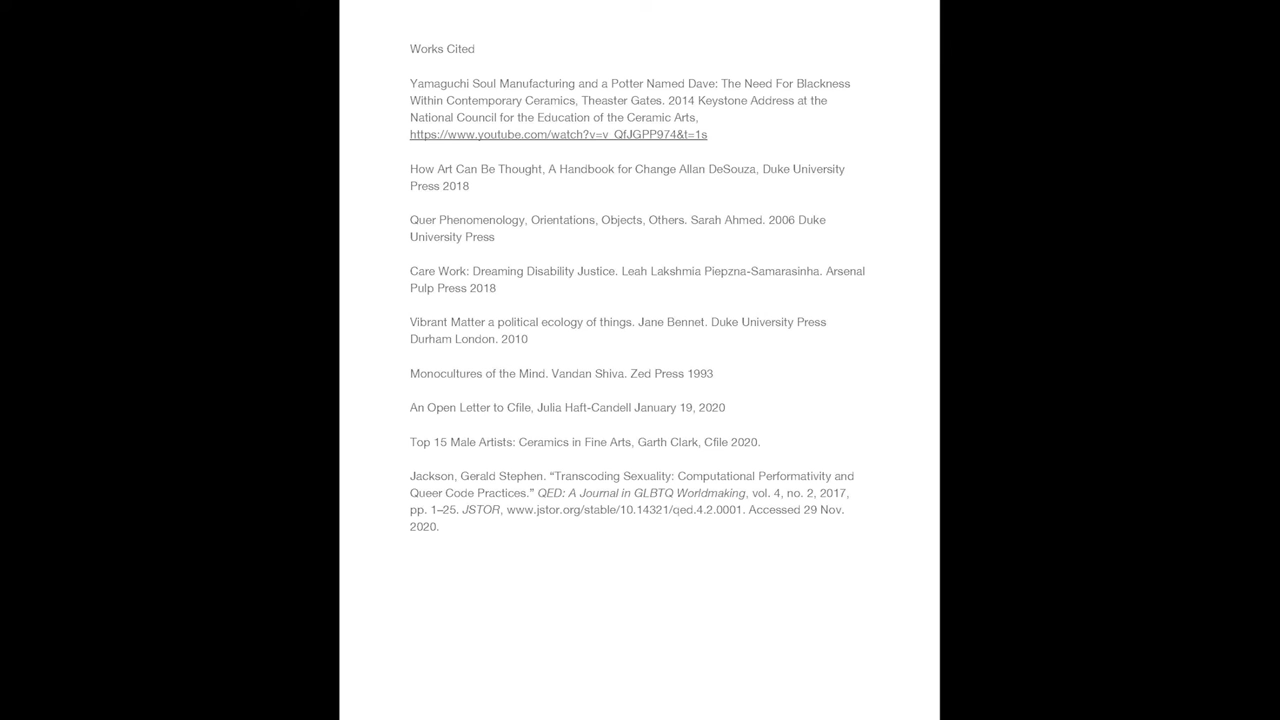 Works Cited
Yamaguchi Soul Manufacturing and a Potter Named Dave: The Need For Blackness
Within Contemporary Ceramics, Theaster Gates. 2014 Keystone Address at the
National Council for the Education of the Ceramic Arts,
https://www.youtube.com/watch?v=v_QfJGPP974&t=1s
How Art Can Be Thought, A Handbook for Change Allan DeSouza, Duke University
Press 2018
Quer Phenomenology, Orientations, Objects, Others. Sarah Ahmed. 2006 Duke
University Press
Care Work: Dreaming Disability Justice. Leah Lakshmia Piepzna-Samarasinha. Arsenal
Pulp Press 2018
Vibrant Matter a political ecology of things. Jane Bennet. Duke University Press
Durham London. 2010
Monocultures of the Mind. Vandan Shiva. Zed Press 1993
An Open Letter to Cfile, Julia Haft-Candell January 19, 2020
Top 15 Male Artists: Ceramics in Fine Arts, Garth Clark, Cfile 2020.
Jackson, Gerald Stephen. “Transcoding Sexuality: Computational Performativity and
Queer Code Practices.” QED: A Journal in GLBTQ Worldmaking, vol. 4, no. 2, 2017,
pp. 1–25. JSTOR, www.jstor.org/stable/10.14321/qed.4.2.0001. Accessed 29 Nov.
2020.